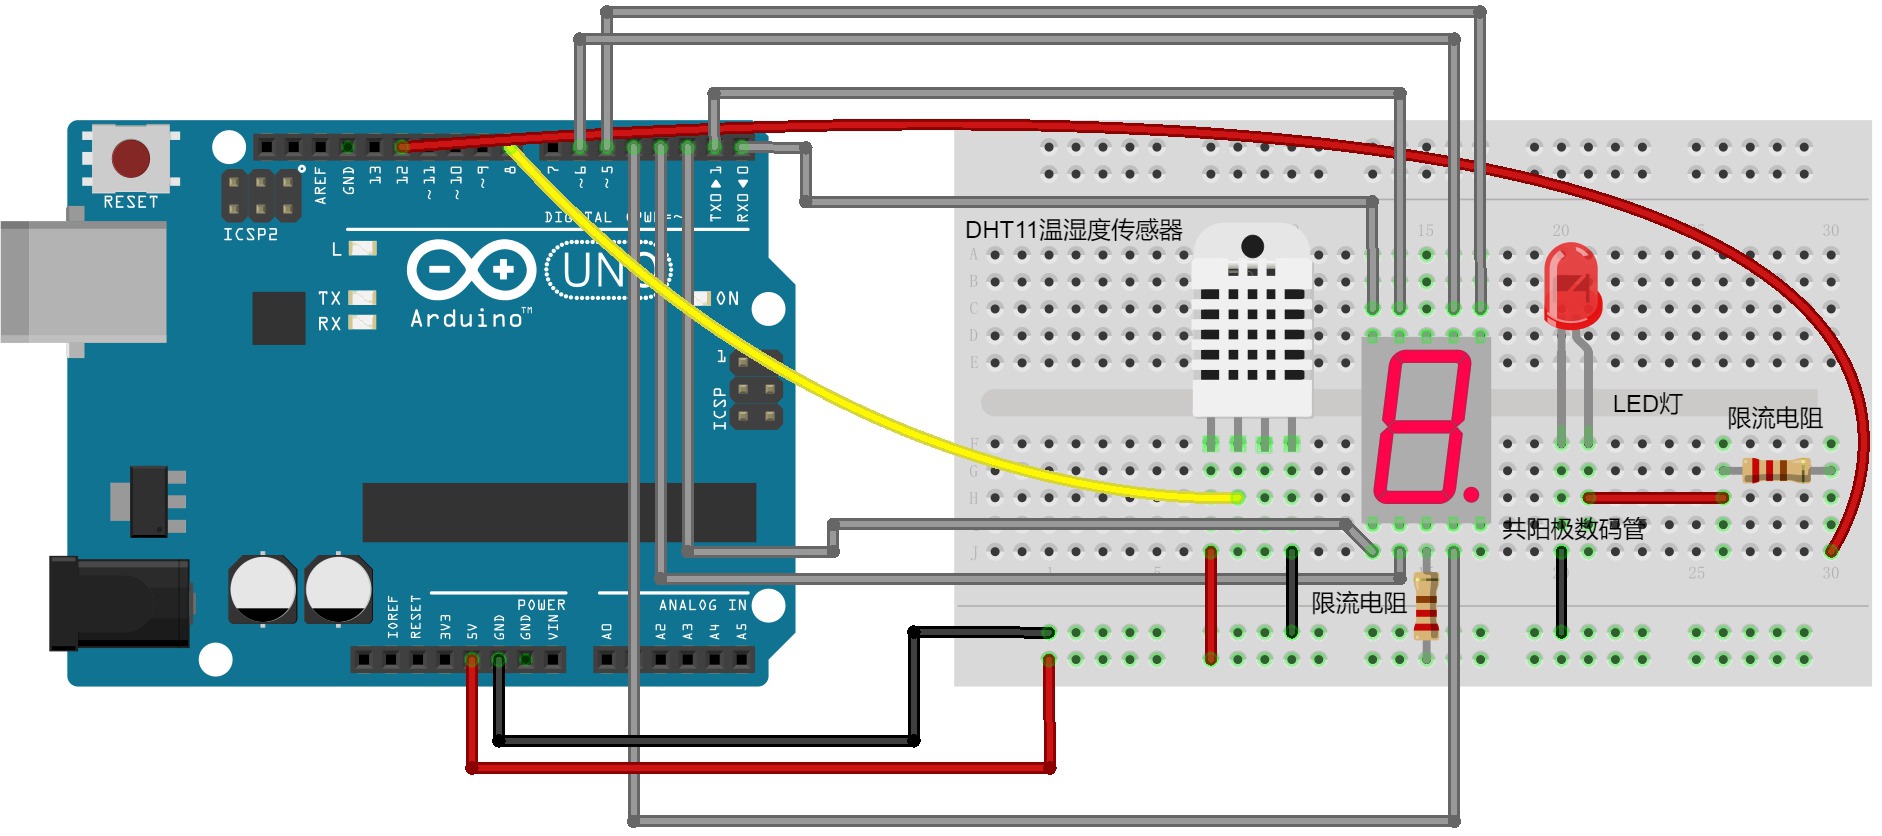 RESET
ICSP2
AREF
GND
13
12
~11
~10
~9
8
7
~6
~5
TX0▶1
RX0◀0
DIGITAL (PWM=~)
L
TX
RX
UNO
Arduino™
ON
1
ICSP
IOREF
RESET
3V3
5V
GND
GND
VIN
POWER
ANALOG IN
A0
A2
A3
A4
A5
DHT11温湿度传感器
15
20
30
A
B
C
D
E
F
G
H
J
LED灯
限流电阻
共阳极数码管
限流电阻
1
5
25
30